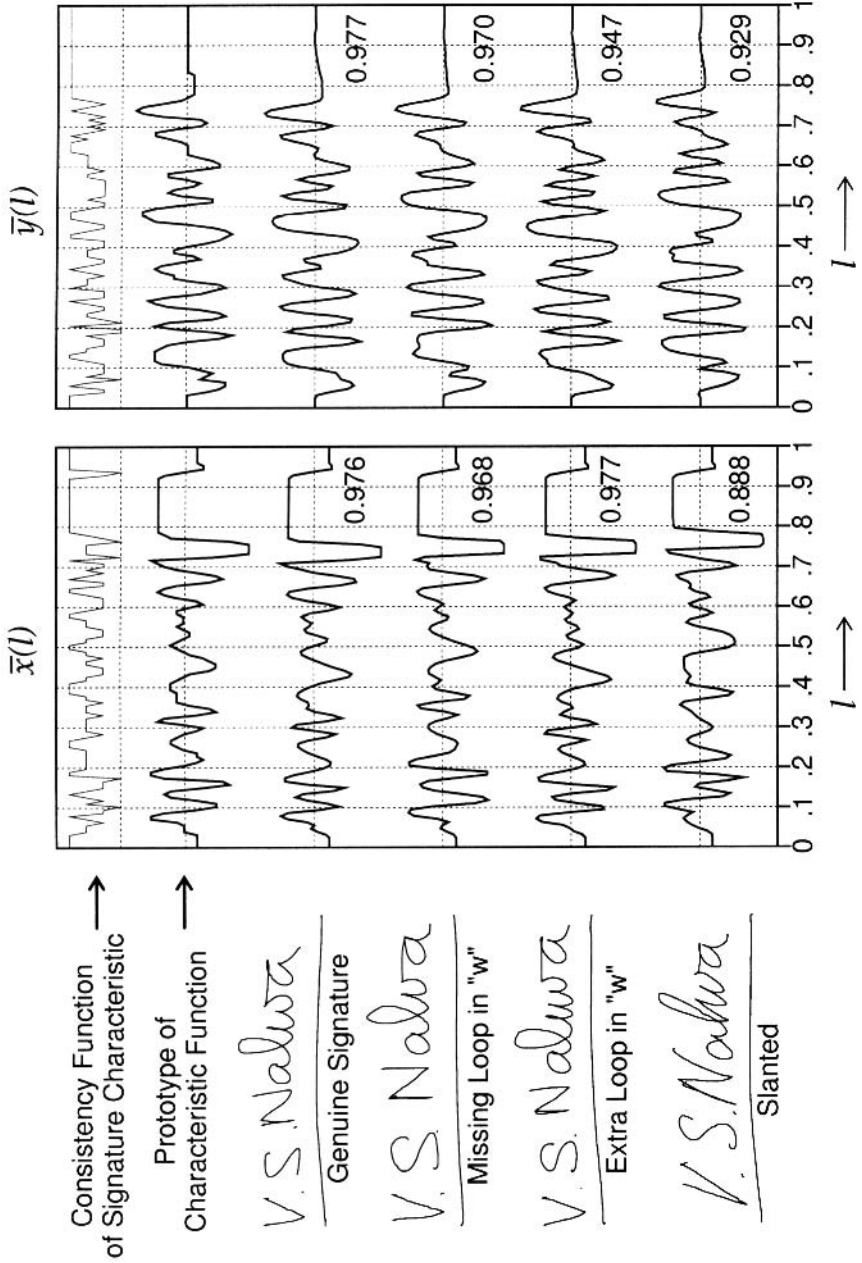 x̄(l)
ȳ(l)
Consistency Function
of Signature Characteristic
Prototype of
Characteristic Function
V. S. Nalwa
Genuine Signature
0.976
0.977
V. S. Nalwa
Missing Loop in "w"
0.968
0.970
V. S. Nalwa
Extra Loop in "w"
0.977
0.947
V. S. Nalwa
Slanted
0.888
0.929
0 .1 .2 .3 .4 .5 .6 .7 .8 .9 1
0 .1 .2 .3 .4 .5 .6 .7 .8 .9 1
l
l